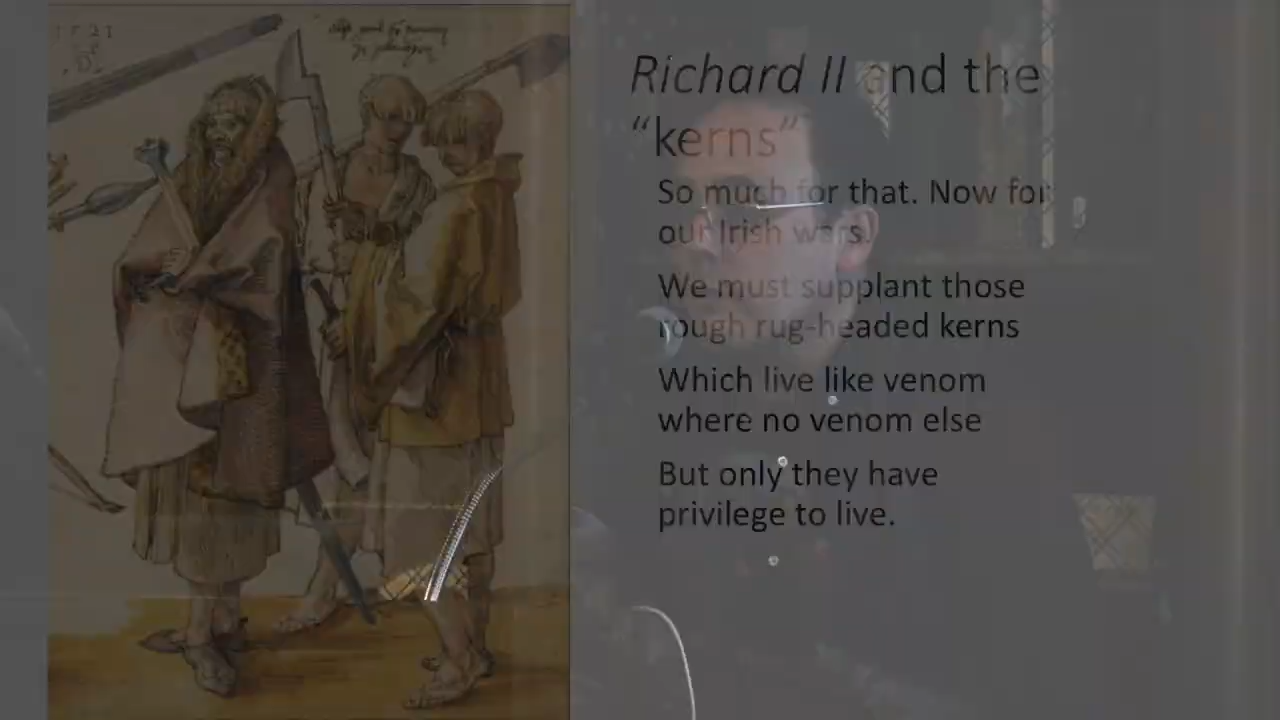 1521
Richard II and the
“kerns”
So much for that. Now for
our Irish wars.
We must supplant those
rough rug-headed kerns
Which live like venom
where no venom else
But only they have
privilege to live.